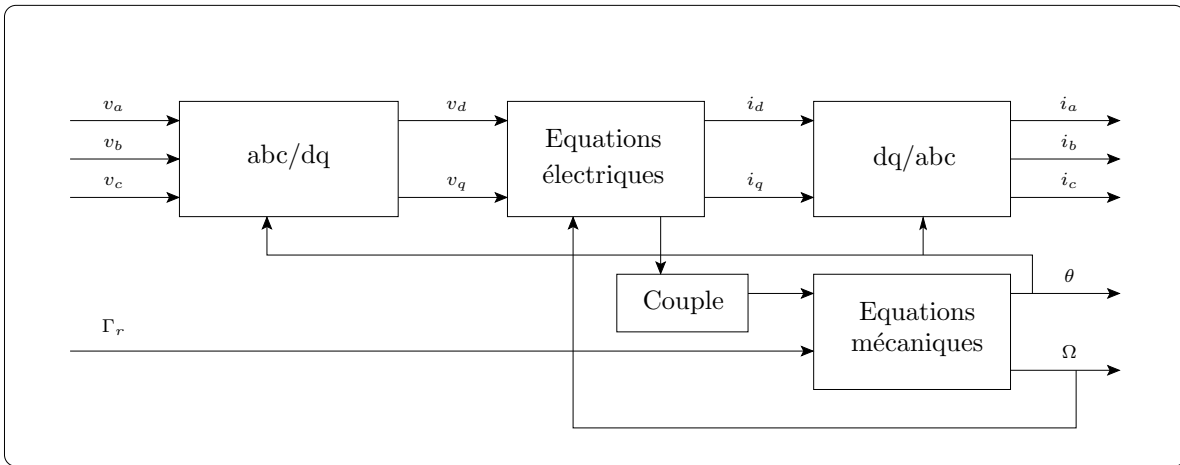 v_a v_d i_d i_a
v_b i_b
v_c v_q i_q i_c
abc/dq
Equations
électriques
dq/abc
Couple
Equations
mécaniques
θ
Γ_r
Ω